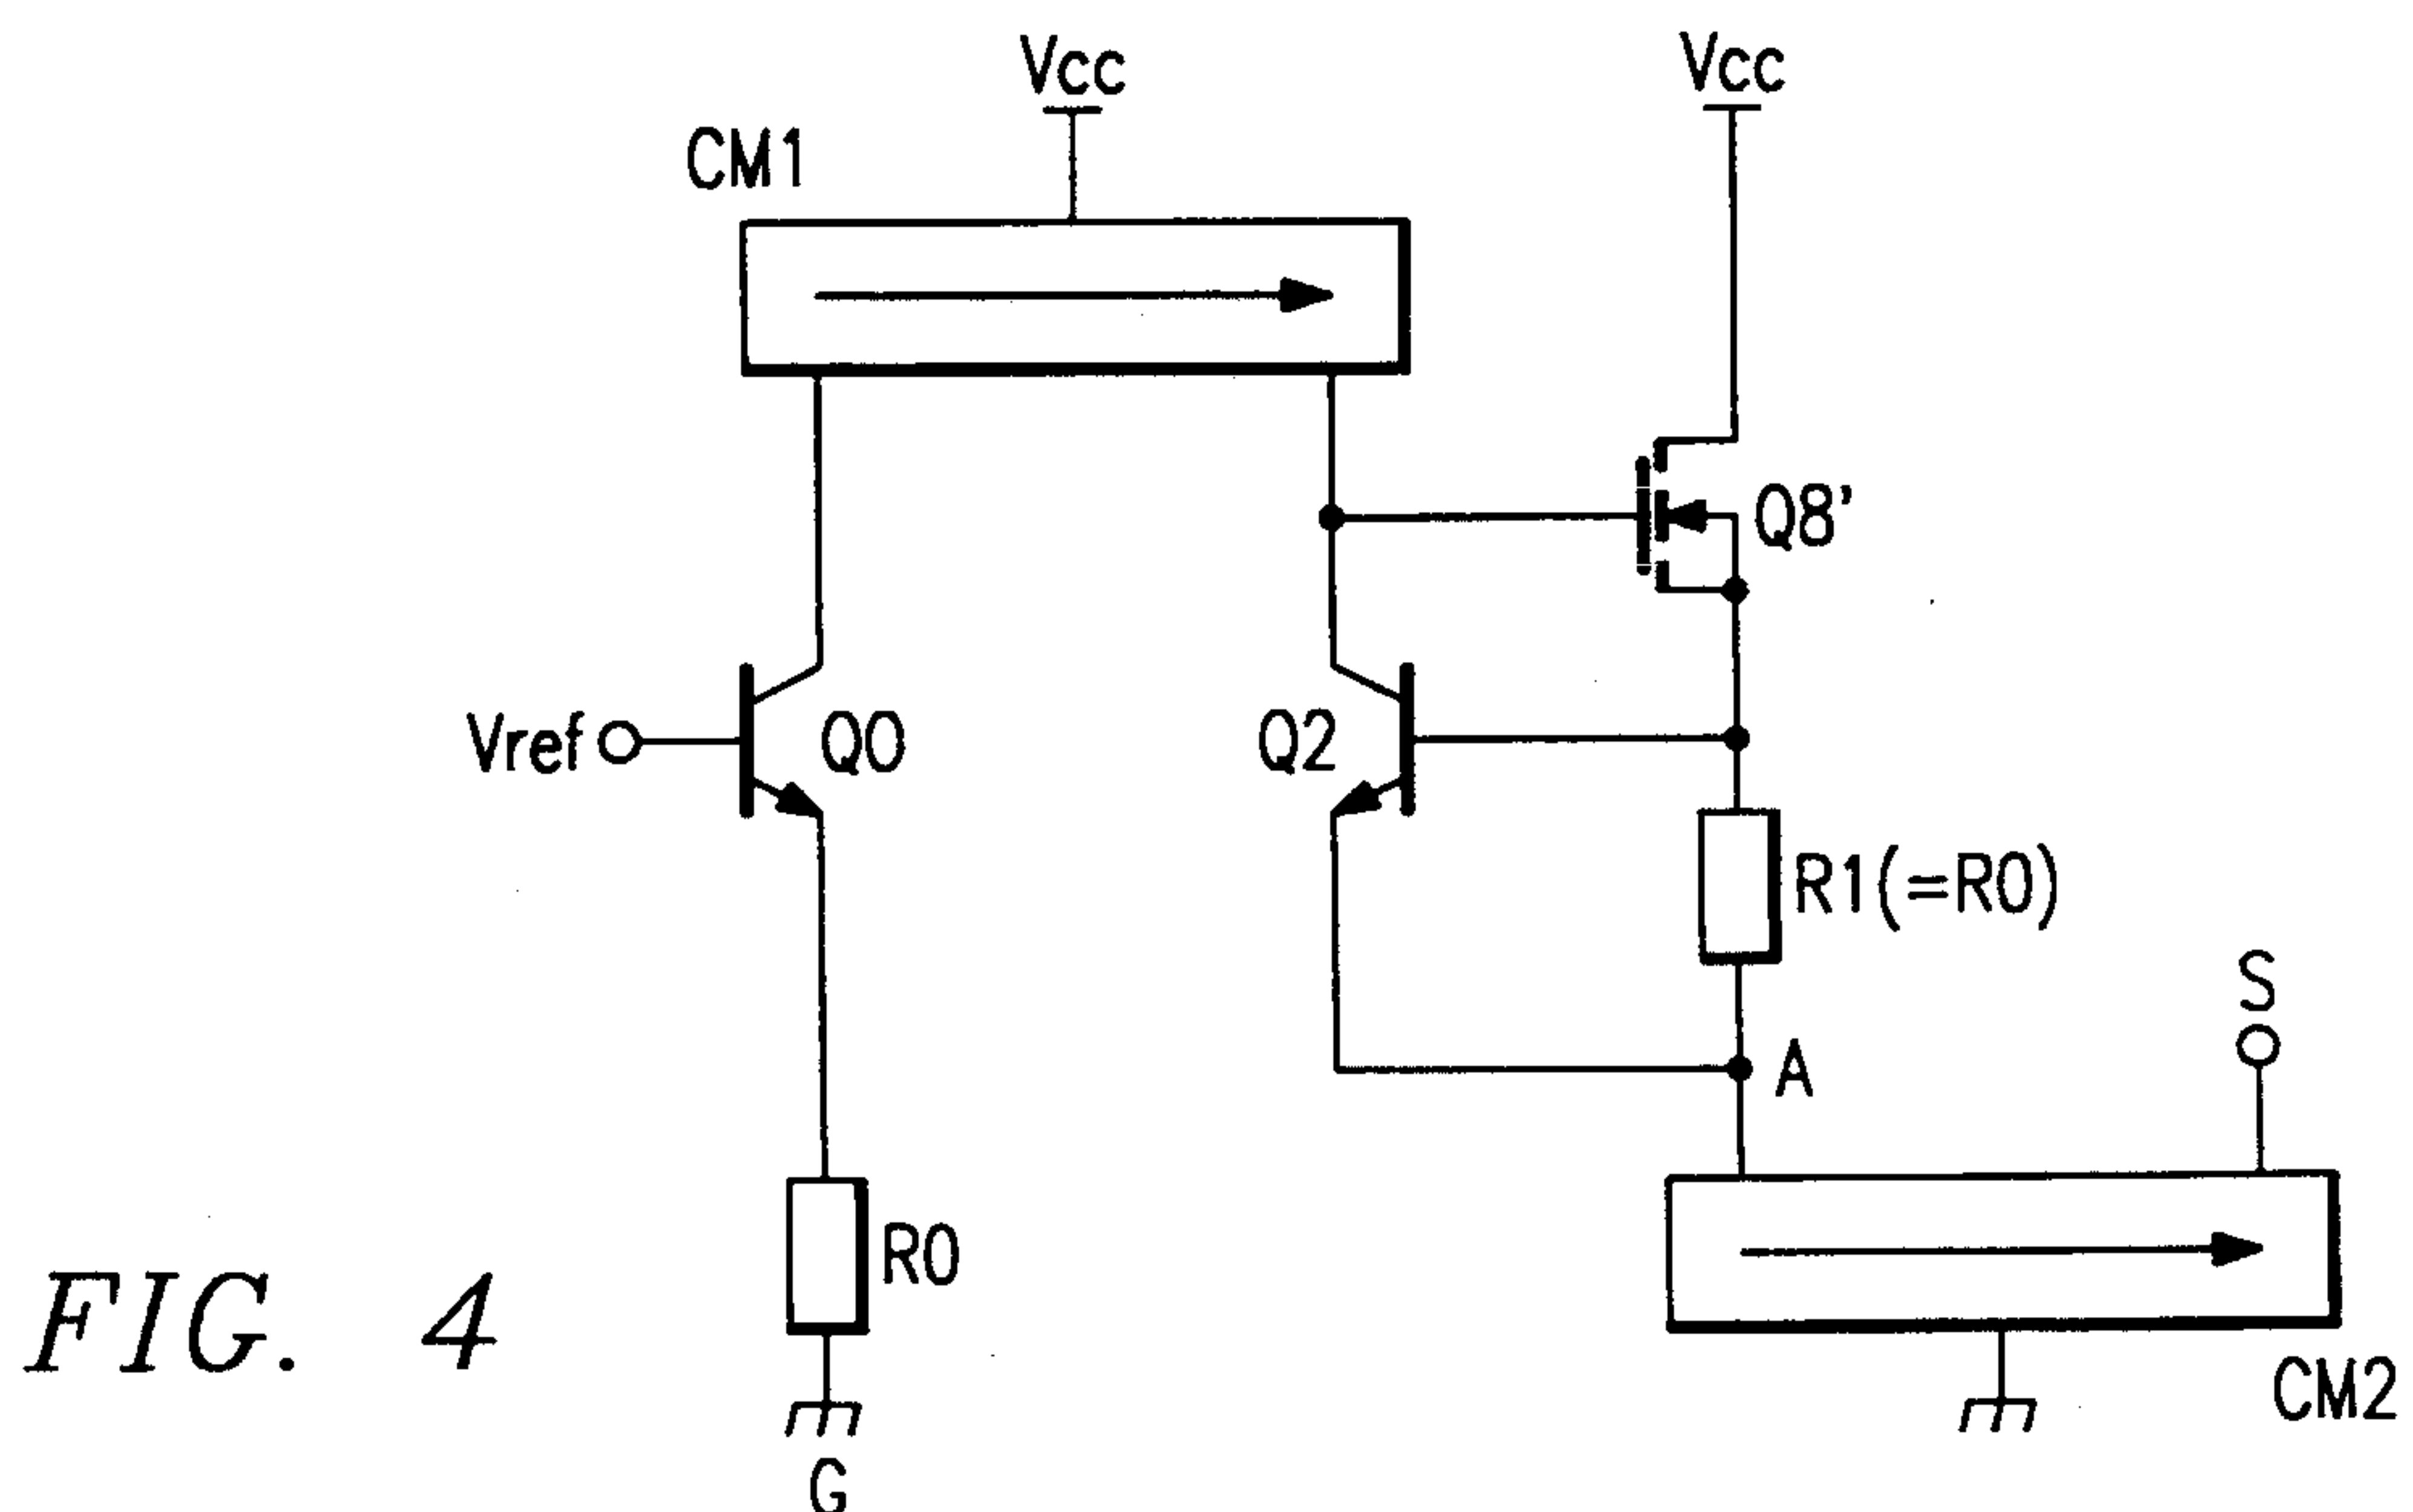 Vcc
Vcc
CM1
Q8'
Vref
Q0
Q2
R1(=R0)
S
A
R0
CM2
G
FIG. 4